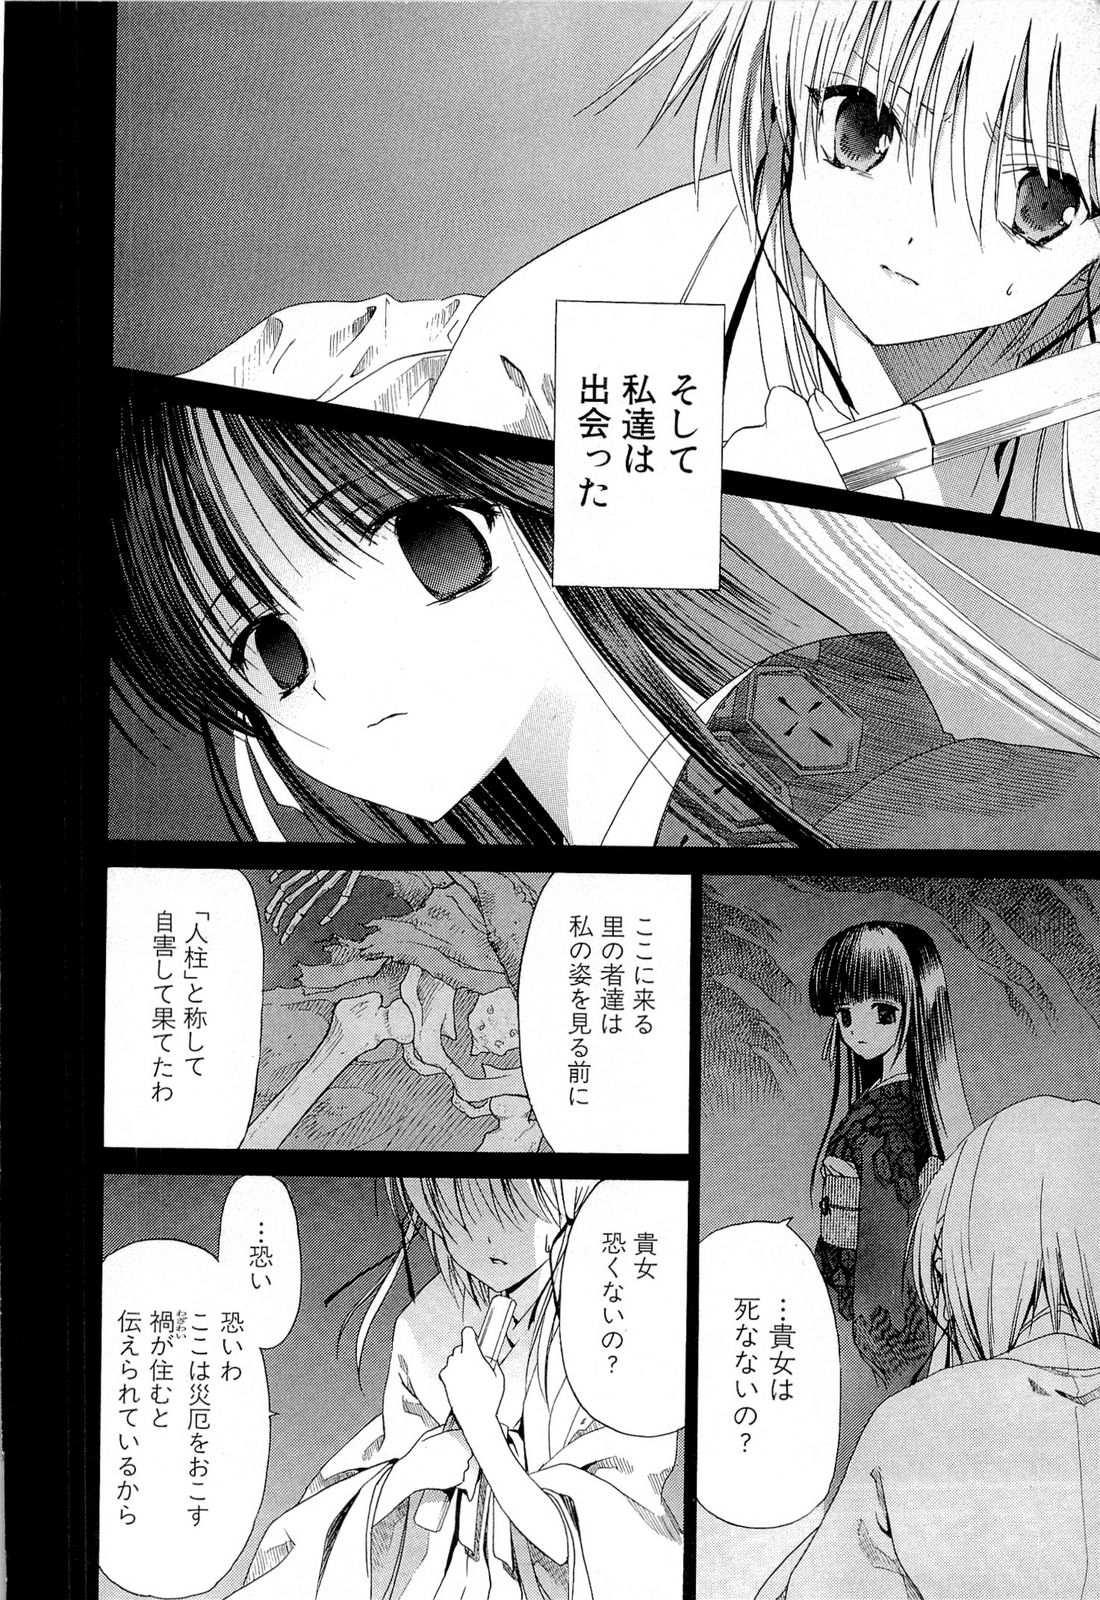 そして
私達は
出会った
…貴女は
死なないの？
ここに来る
里の者達は
私の姿を見る前に
「人柱」と称して
自害して果てたわ
貴女
恐くないの？
…恐い
恐いわ
ここは災厄をおこす
禍が住むと
わざわい
伝えられているから